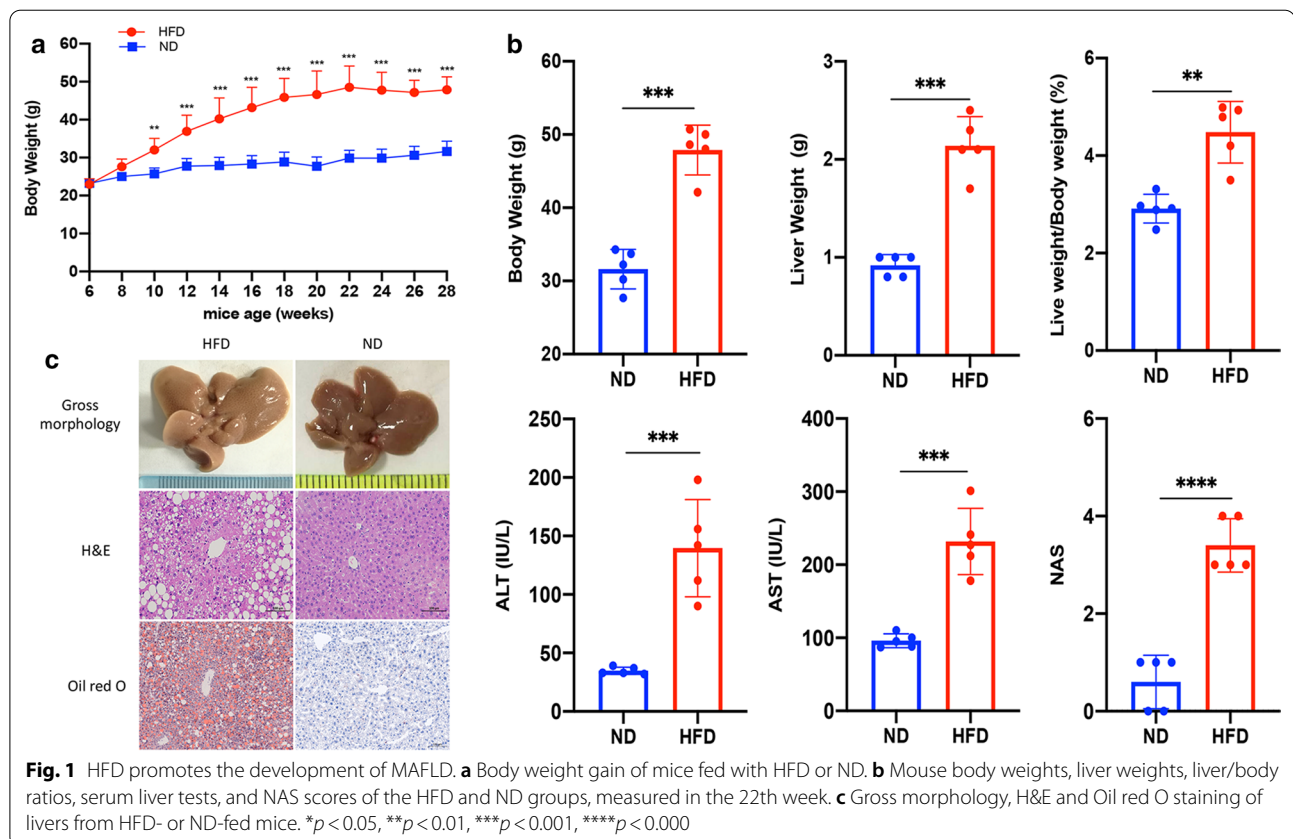 a
HFD
ND
***
***
***
***
***
***
***
***
***
**
60
50
40
30
20
10
0
Body Weight (g)
6 8 10 12 14 16 18 20 22 24 26 28
mice age (weeks)
b
60
50
40
30
20
Body Weight (g)
***
ND HFD
3
2
1
0
Liver Weight (g)
***
ND HFD
6
4
2
0
Live weight/Body weight (%)
**
ND HFD
c
HFD ND
Gross
morphology
H&E
Oil red O
250
200
150
100
50
0
ALT (IU/L)
***
ND HFD
400
300
200
100
0
AST (IU/L)
***
ND HFD
6
4
2
0
NAS
****
ND HFD
Fig. 1 HFD promotes the development of MAFLD. a Body weight gain of mice fed with HFD or ND. b Mouse body weights, liver weights, liver/body
ratios, serum liver tests, and NAS scores of the HFD and ND groups, measured in the 22th week. c Gross morphology, H&E and Oil red O staining of
livers from HFD- or ND-fed mice. *p < 0.05, **p < 0.01, ***p < 0.001, ****p < 0.000